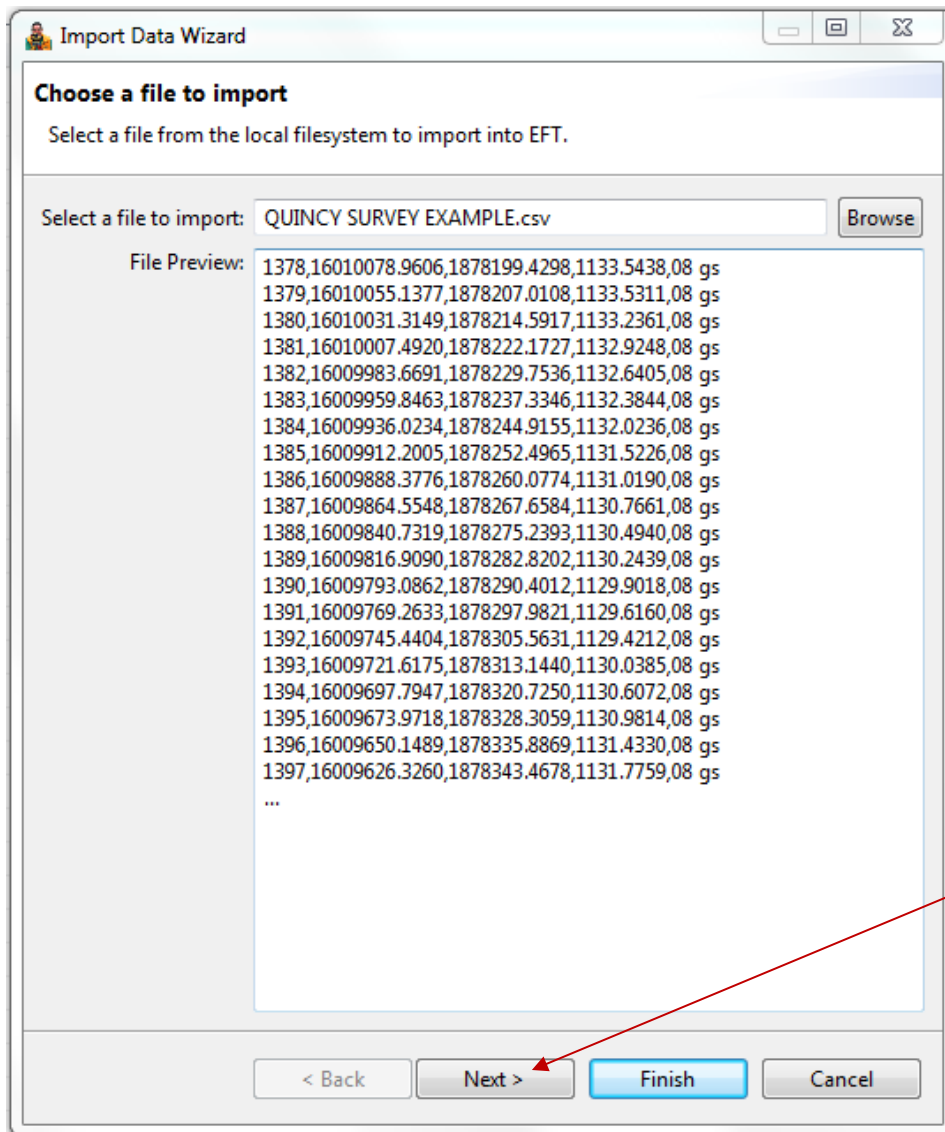 Import Data Wizard
Choose a file to import
Select a file from the local filesystem to import into EFT.
Select a file to import: QUINCY SURVEY EXAMPLE.csv Browse
File Preview:
1378,16010078.9606,1878199.4298,1133.5438,08 gs
1379,16010055.1377,1878207.0108,1133.5311,08 gs
1380,16010031.3149,1878214.5917,1133.2361,08 gs
1381,16010007.4920,1878222.1727,1132.9248,08 gs
1382,16009983.6691,1878229.7536,1132.6405,08 gs
1383,16009959.8463,1878237.3346,1132.3844,08 gs
1384,16009936.0234,1878244.9155,1132.0236,08 gs
1385,16009912.2005,1878252.4965,1131.5226,08 gs
1386,16009888.3776,1878260.0774,1131.0190,08 gs
1387,16009864.5548,1878267.6584,1130.7661,08 gs
1388,16009840.7319,1878275.2393,1130.4940,08 gs
1389,16009816.9090,1878282.8202,1130.2439,08 gs
1390,16009793.0862,1878290.4012,1129.9018,08 gs
1391,16009769.2633,1878297.9821,1129.6160,08 gs
1392,16009745.4404,1878305.5631,1129.4212,08 gs
1393,16009721.6175,1878313.1440,1130.0385,08 gs
1394,16009697.7947,1878320.7250,1130.6072,08 gs
1395,16009673.9718,1878328.3059,1130.9814,08 gs
1396,16009650.1489,1878335.8869,1131.4330,08 gs
1397,16009626.3260,1878343.4678,1131.7759,08 gs
...
< Back Next > Finish Cancel